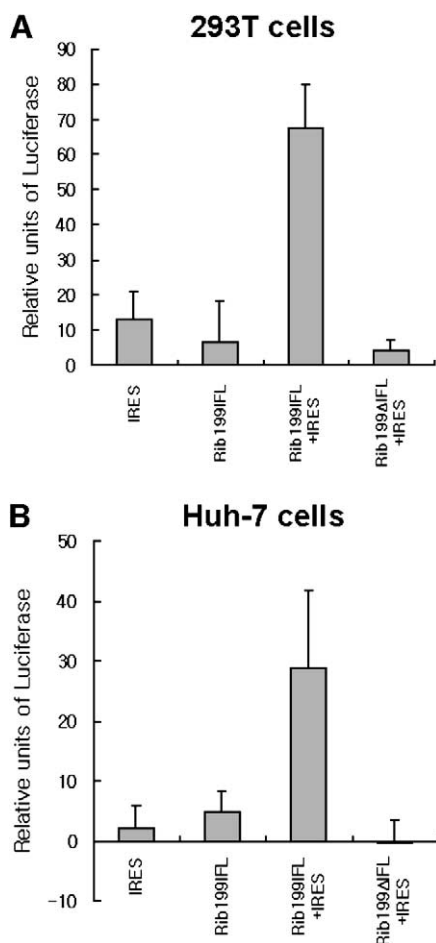 A 293T cells
Relative units of Luciferase
90
80
70
60
50
40
30
20
10
0
IRES
Rib199IFL
Rib199IFL
+IRES
Rib199ΔIFL
+IRES
B Huh-7 cells
Relative units of Luciferase
50
40
30
20
10
0
-10
IRES
Rib199IFL
Rib199IFL
+IRES
Rib199ΔIFL
+IRES